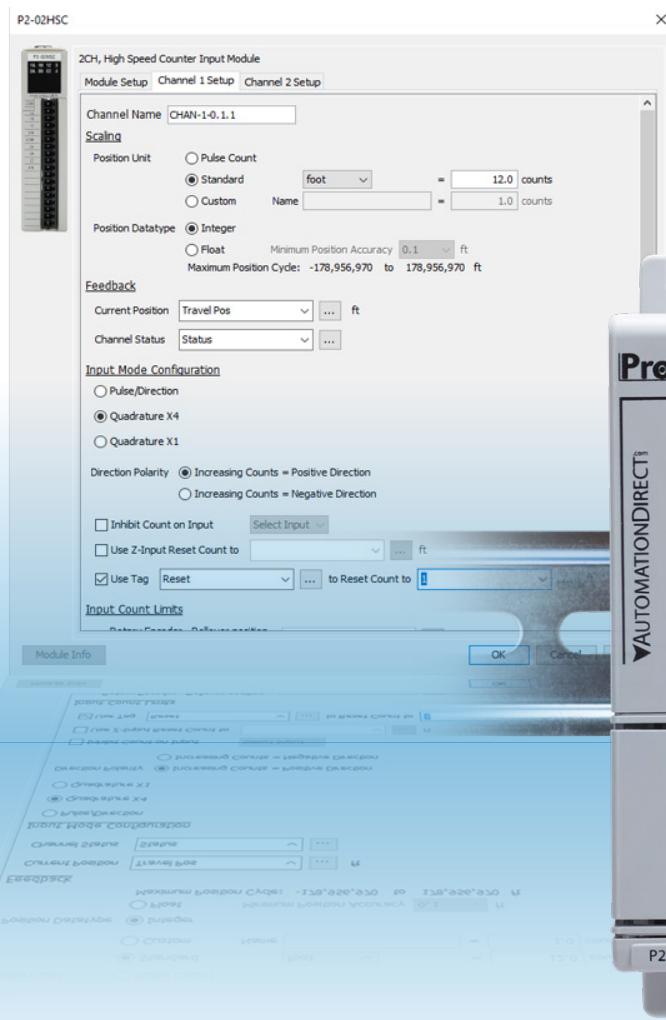 P2-02HSC
2CH, High Speed Counter Input Module
Module Setup Channel 1 Setup Channel 2 Setup
Channel Name CHAN-1-0.1.1
Scaling
Position Unit Pulse Count
Standard foot = 12.0 counts
Custom Name = 1.0 counts
Position Datatype Integer
Float Minimum Position Accuracy 0.1 ft
Maximum Position Cycle: -178,956,970 to 178,956,970 ft
Feedback
Current Position Travel Pos ... ft
Channel Status Status ...
Input Mode Configuration
Pulse/Direction
Quadrature X4
Quadrature X1
Direction Polarity Increasing Counts = Positive Direction
Increasing Counts = Negative Direction
Inhibit Count on Input Select Input
Use Z-Input Reset Count to ... ft
Use Tag Reset ... to Reset Count to 1
Input Count Limits
Module Info OK Cancel
Pro
AUTOMATIONDIRECT.com
P2